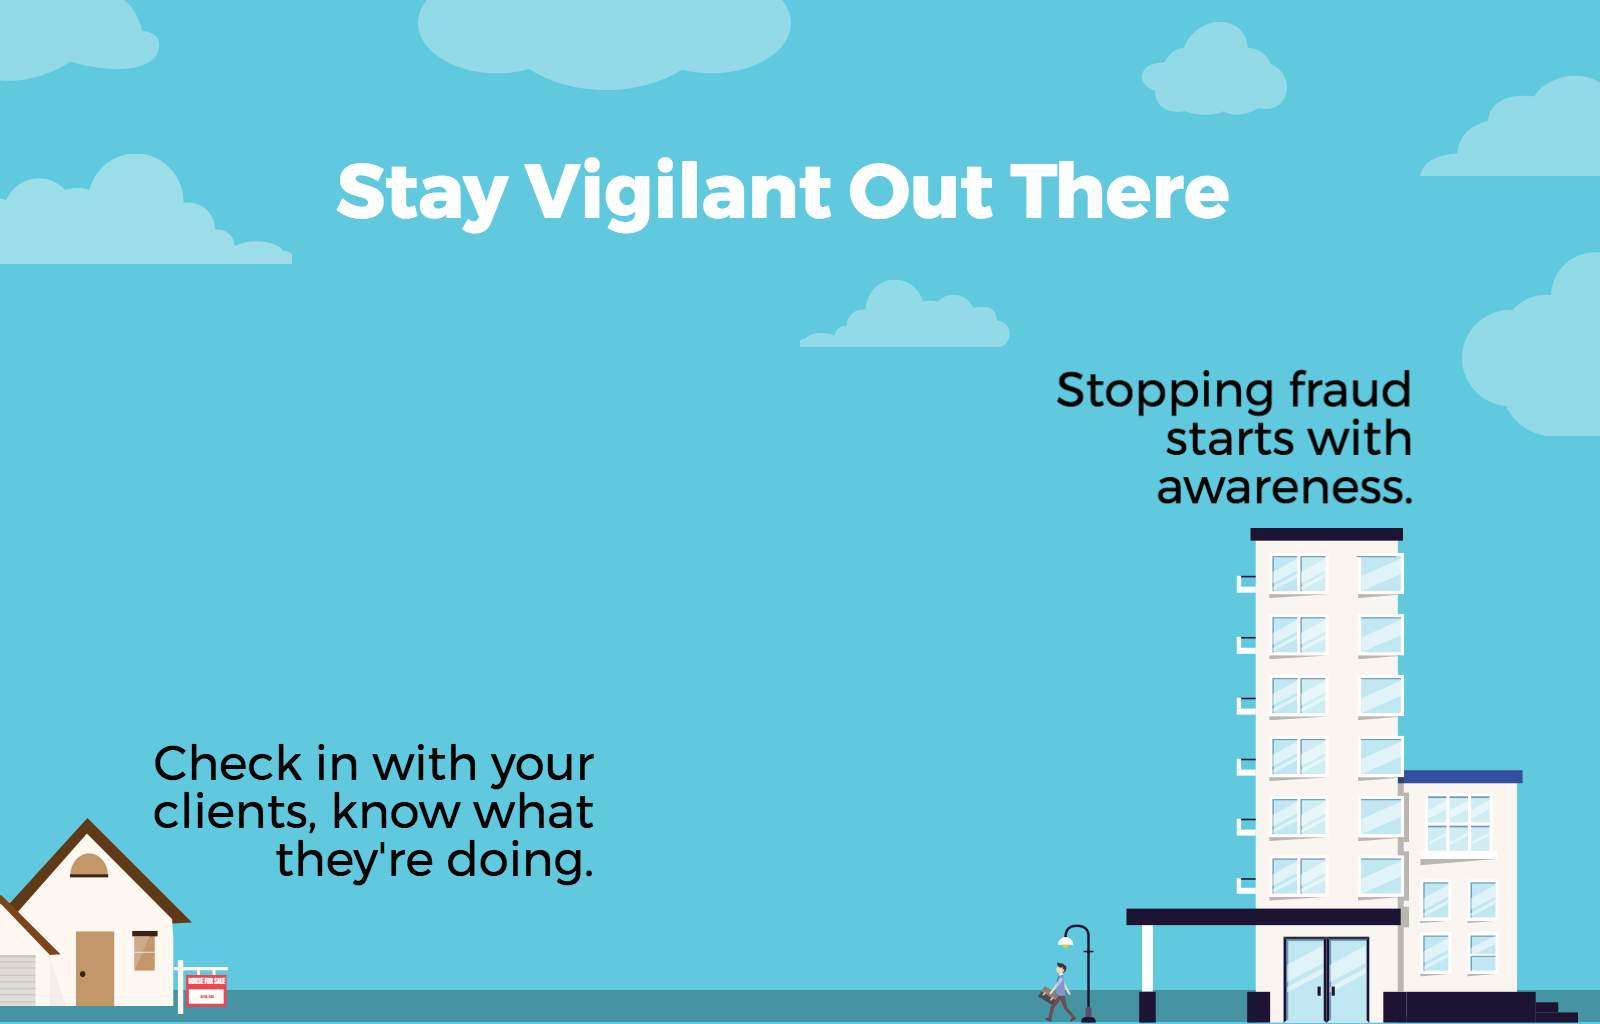 Stay Vigilant Out There
Stopping fraud
starts with
awareness.
Check in with your
clients, know what
they're doing.